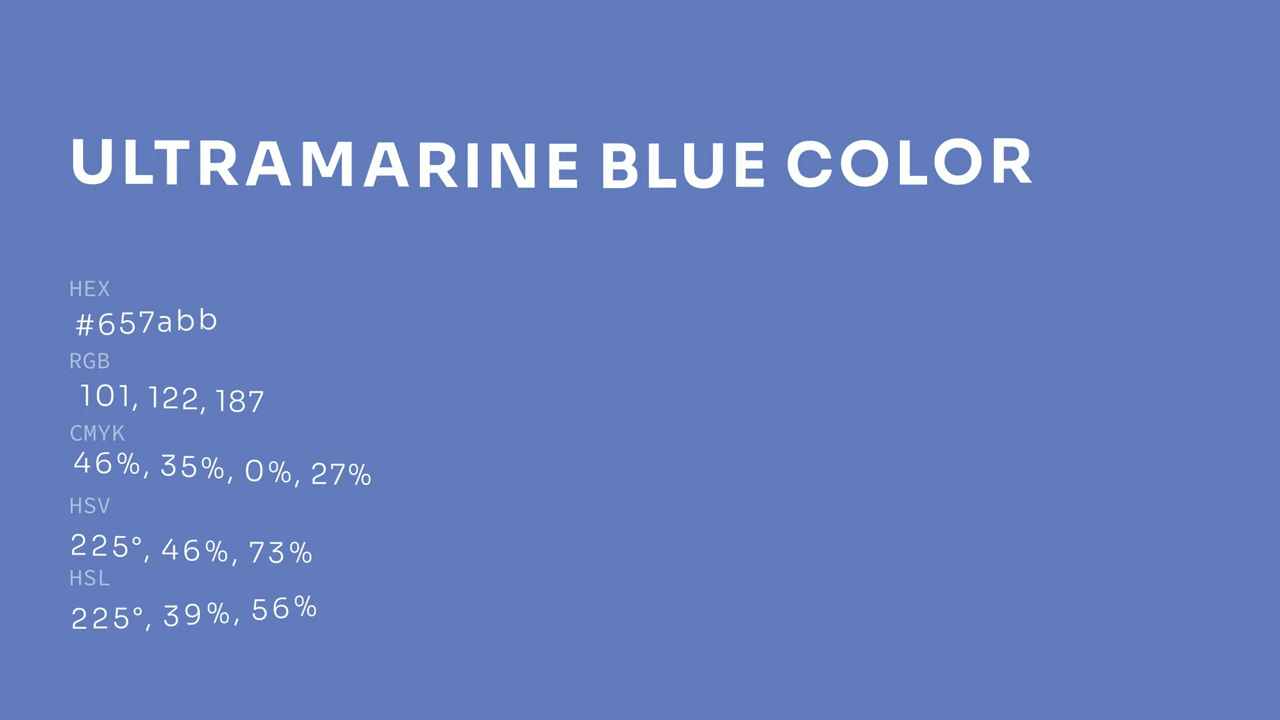 ULTRAMARINE BLUE COLOR
HEX
#657abb
RGB
101, 122, 187
CMYK
46%, 35%, 0%, 27%
HSV
225°, 46%, 73%
HSL
225°, 39%, 56%